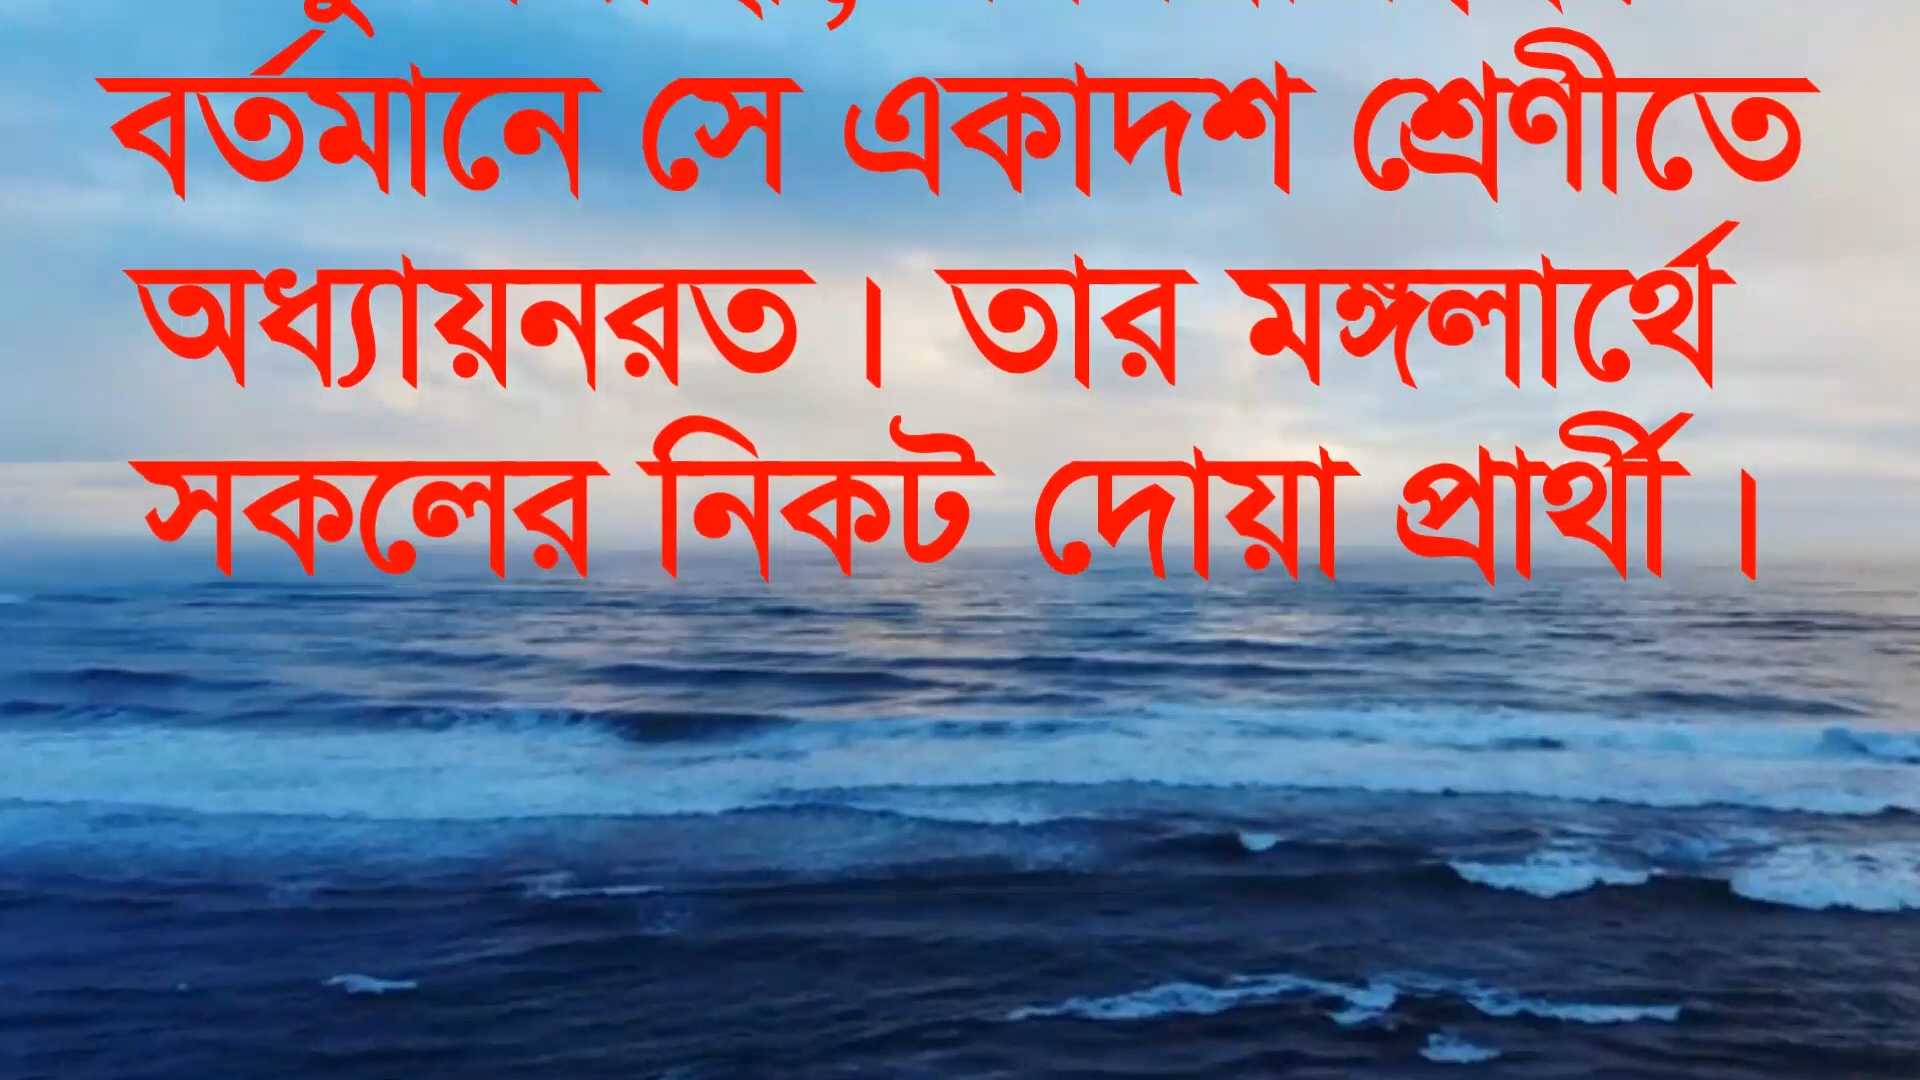 বর্তমানে সে একাদশ শ্রেণীতে
অধ্যায়নরত। তার মঙ্গলার্থে
সকলের নিকট দোয়া প্রার্থী।